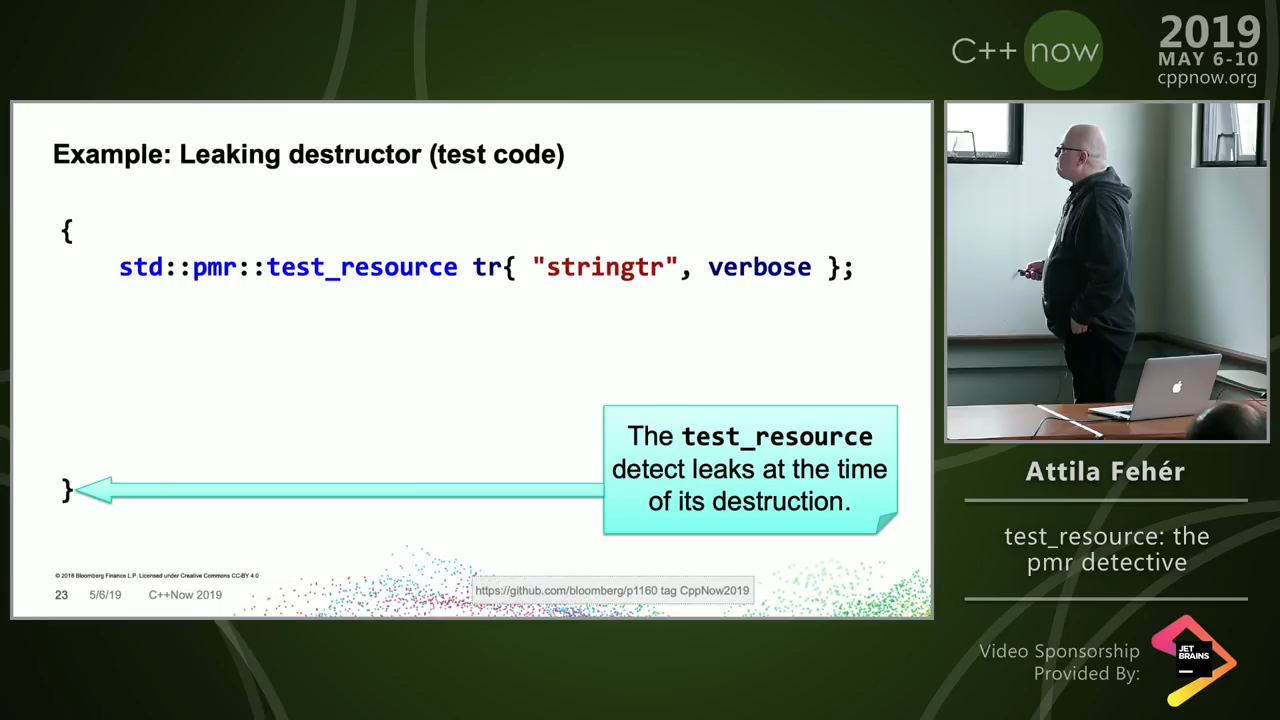 C++ now
2019
MAY 6-10
cppnow.org
Example: Leaking destructor (test code)
{
std::pmr::test_resource tr{ "stringtr", verbose };
The test_resource
detect leaks at the time
of its destruction.
}
© 2018 Bloomberg Finance L.P. Licensed under Creative Commons CC-BY 4.0
23 5/6/19 C++Now 2019
https://github.com/bloomberg/p1160 tag CppNow2019
Attila Fehér
test_resource: the
pmr detective
Video Sponsorship
Provided By:
JET
BRAINS